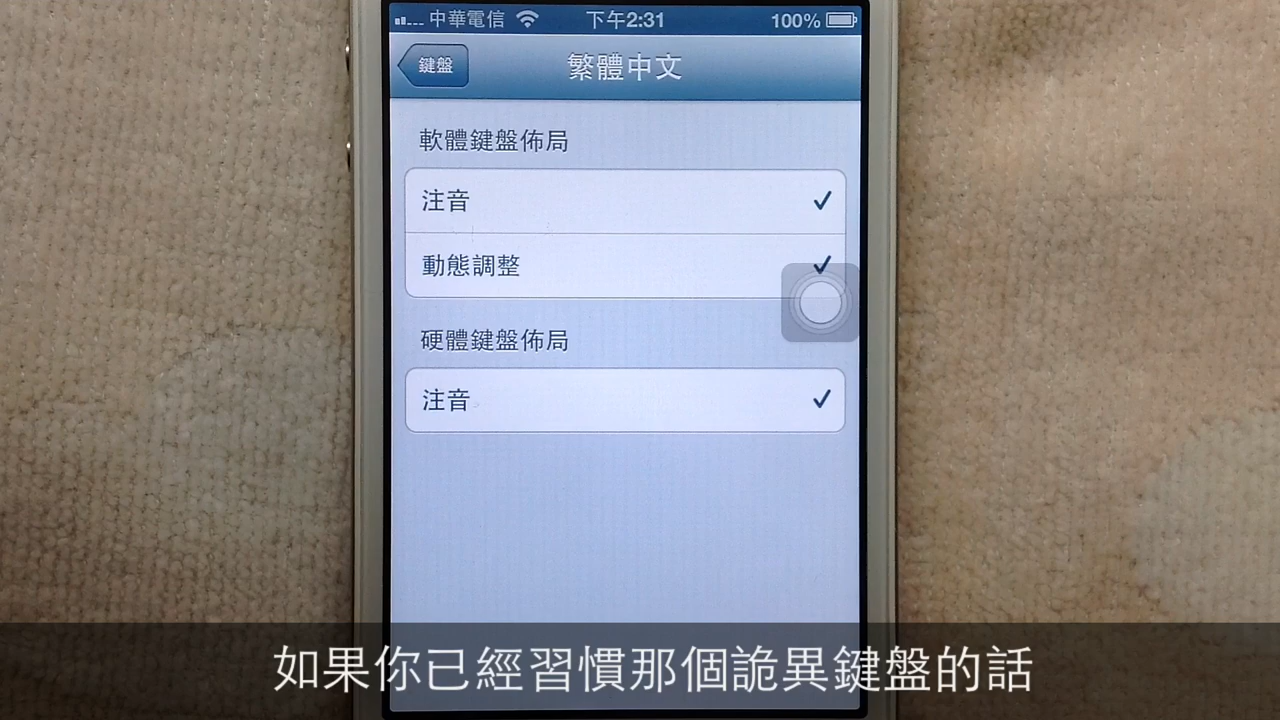 中華電信 下午2:31 100%
鍵盤 繁體中文
軟體鍵盤佈局
注音
動態調整
硬體鍵盤佈局
注音
如果你已經習慣那個詭異鍵盤的話